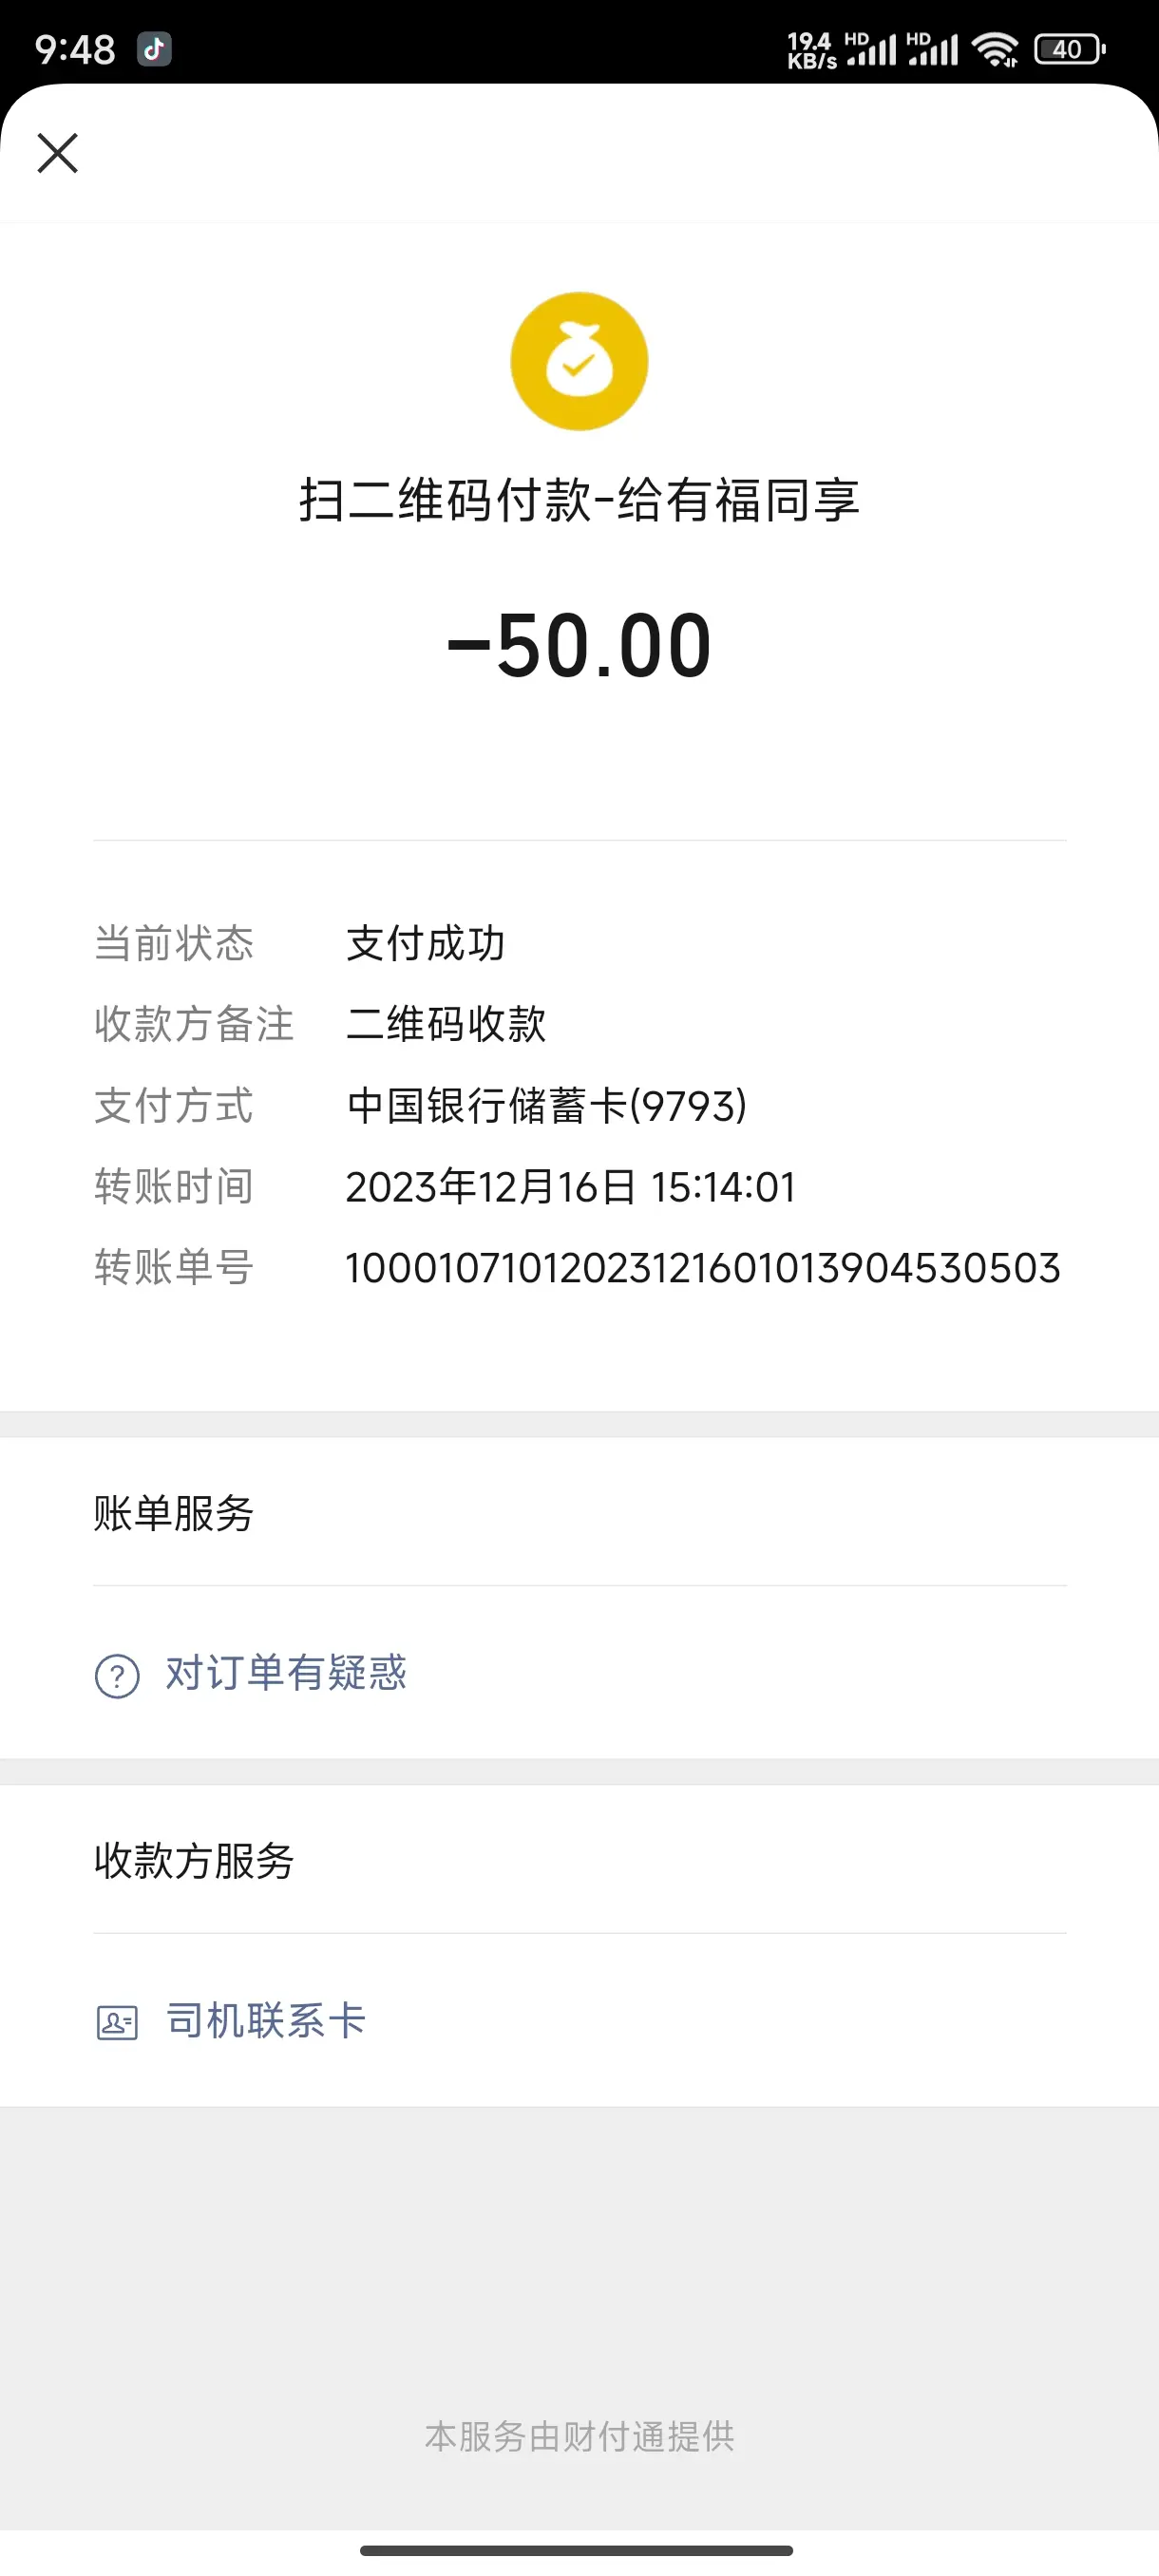 9:48
19.4 KB/s HD HD 40
扫二维码付款-给有福同享
-50.00
当前状态 支付成功
收款方备注 二维码收款
支付方式 中国银行储蓄卡(9793)
转账时间 2023年12月16日 15:14:01
转账单号 10001071012023121601013904530503
账单服务
? 对订单有疑惑
收款方服务
司机联系卡
本服务由财付通提供